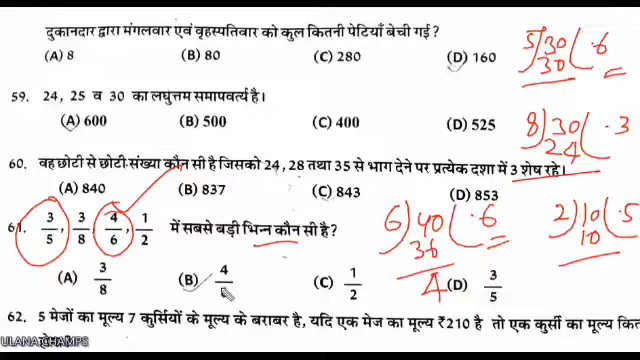 दुकानदार द्वारा मंगलवार एवं वृहस्पतिवार को कुल कितनी पेटियाँ बेची गई?
(A) 8 (B) 80 (C) 280 (D) 160
5)30( .6
30
59. 24, 25 व 30 का लघुत्तम समापवर्त्य है।
(A) 600 (B) 500 (C) 400 (D) 525
8)30( .3
24
60. वह छोटी से छोटी संख्या कौन सी है जिसको 24, 28 तथा 35 से भाग देने पर प्रत्येक दशा में 3 शेष रहे।
(A) 840 (B) 837 (C) 843 (D) 853
61. 3/5, 3/8, 4/6, 1/2 में सबसे बड़ी भिन्न कौन सी है?
6)40( .6
36
4
2)10( .5
10
(A) 3/8 (B) 4/ (C) 1/2 (D) 3/5
62. 5 मेजों का मूल्य 7 कुर्सियों के मूल्य के बराबर है, यदि एक मेज का मूल्य ₹210 है तो एक कुर्सी का मूल्य
ULANA CHAMPS